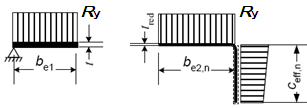 Ry
Ry
t
tred
be1
be2,n
ceff,n